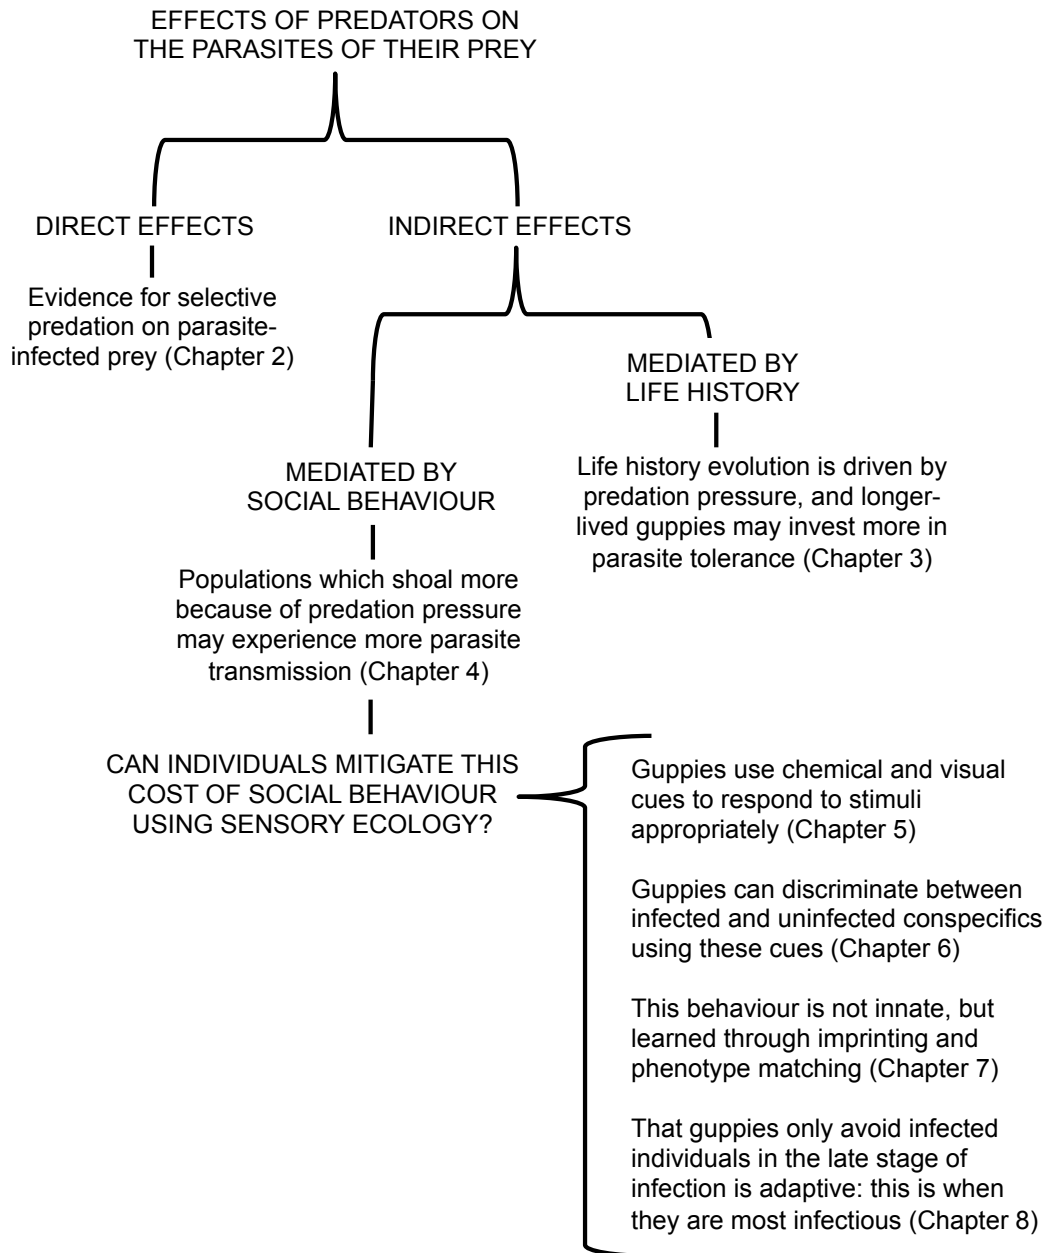 EFFECTS OF PREDATORS ON
THE PARASITES OF THEIR PREY
DIRECT EFFECTS
Evidence for selective
predation on parasite-
infected prey (Chapter 2)
INDIRECT EFFECTS
MEDIATED BY
LIFE HISTORY
Life history evolution is driven by
predation pressure, and longer-
lived guppies may invest more in
parasite tolerance (Chapter 3)
MEDIATED BY
SOCIAL BEHAVIOUR
Populations which shoal more
because of predation pressure
may experience more parasite
transmission (Chapter 4)
CAN INDIVIDUALS MITIGATE THIS
COST OF SOCIAL BEHAVIOUR
USING SENSORY ECOLOGY?
Guppies use chemical and visual
cues to respond to stimuli
appropriately (Chapter 5)
Guppies can discriminate between
infected and uninfected conspecifics
using these cues (Chapter 6)
This behaviour is not innate, but
learned through imprinting and
phenotype matching (Chapter 7)
That guppies only avoid infected
individuals in the late stage of
infection is adaptive: this is when
they are most infectious (Chapter 8)